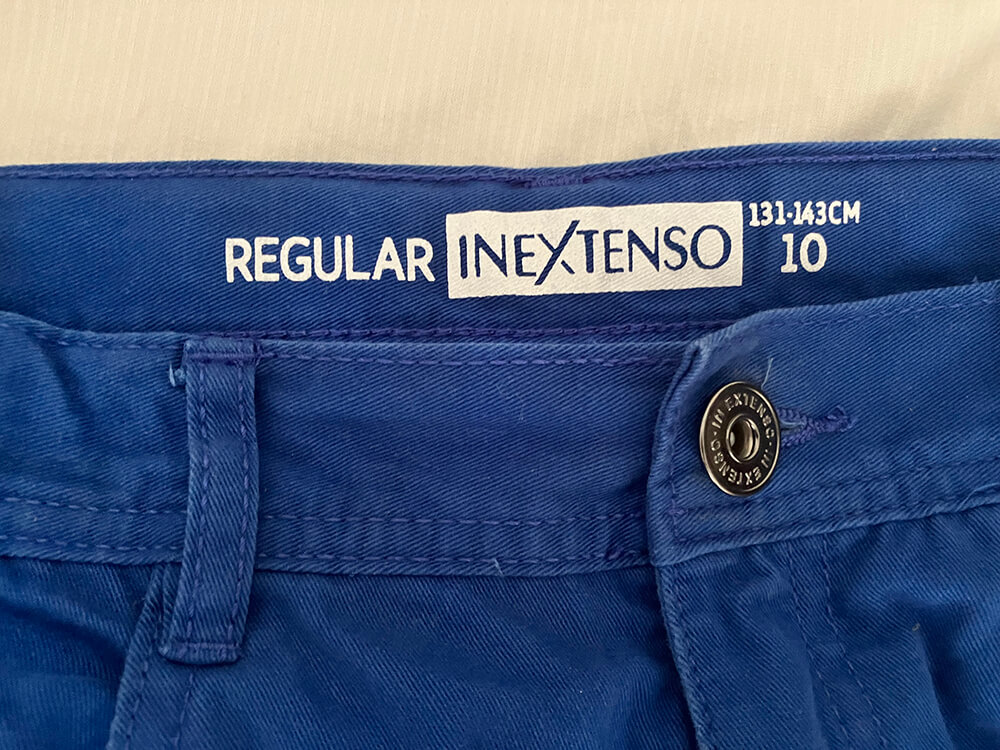 REGULAR INEXTENSO 131-143CM
10
IN EXTENSO · IN EXTENSO ·